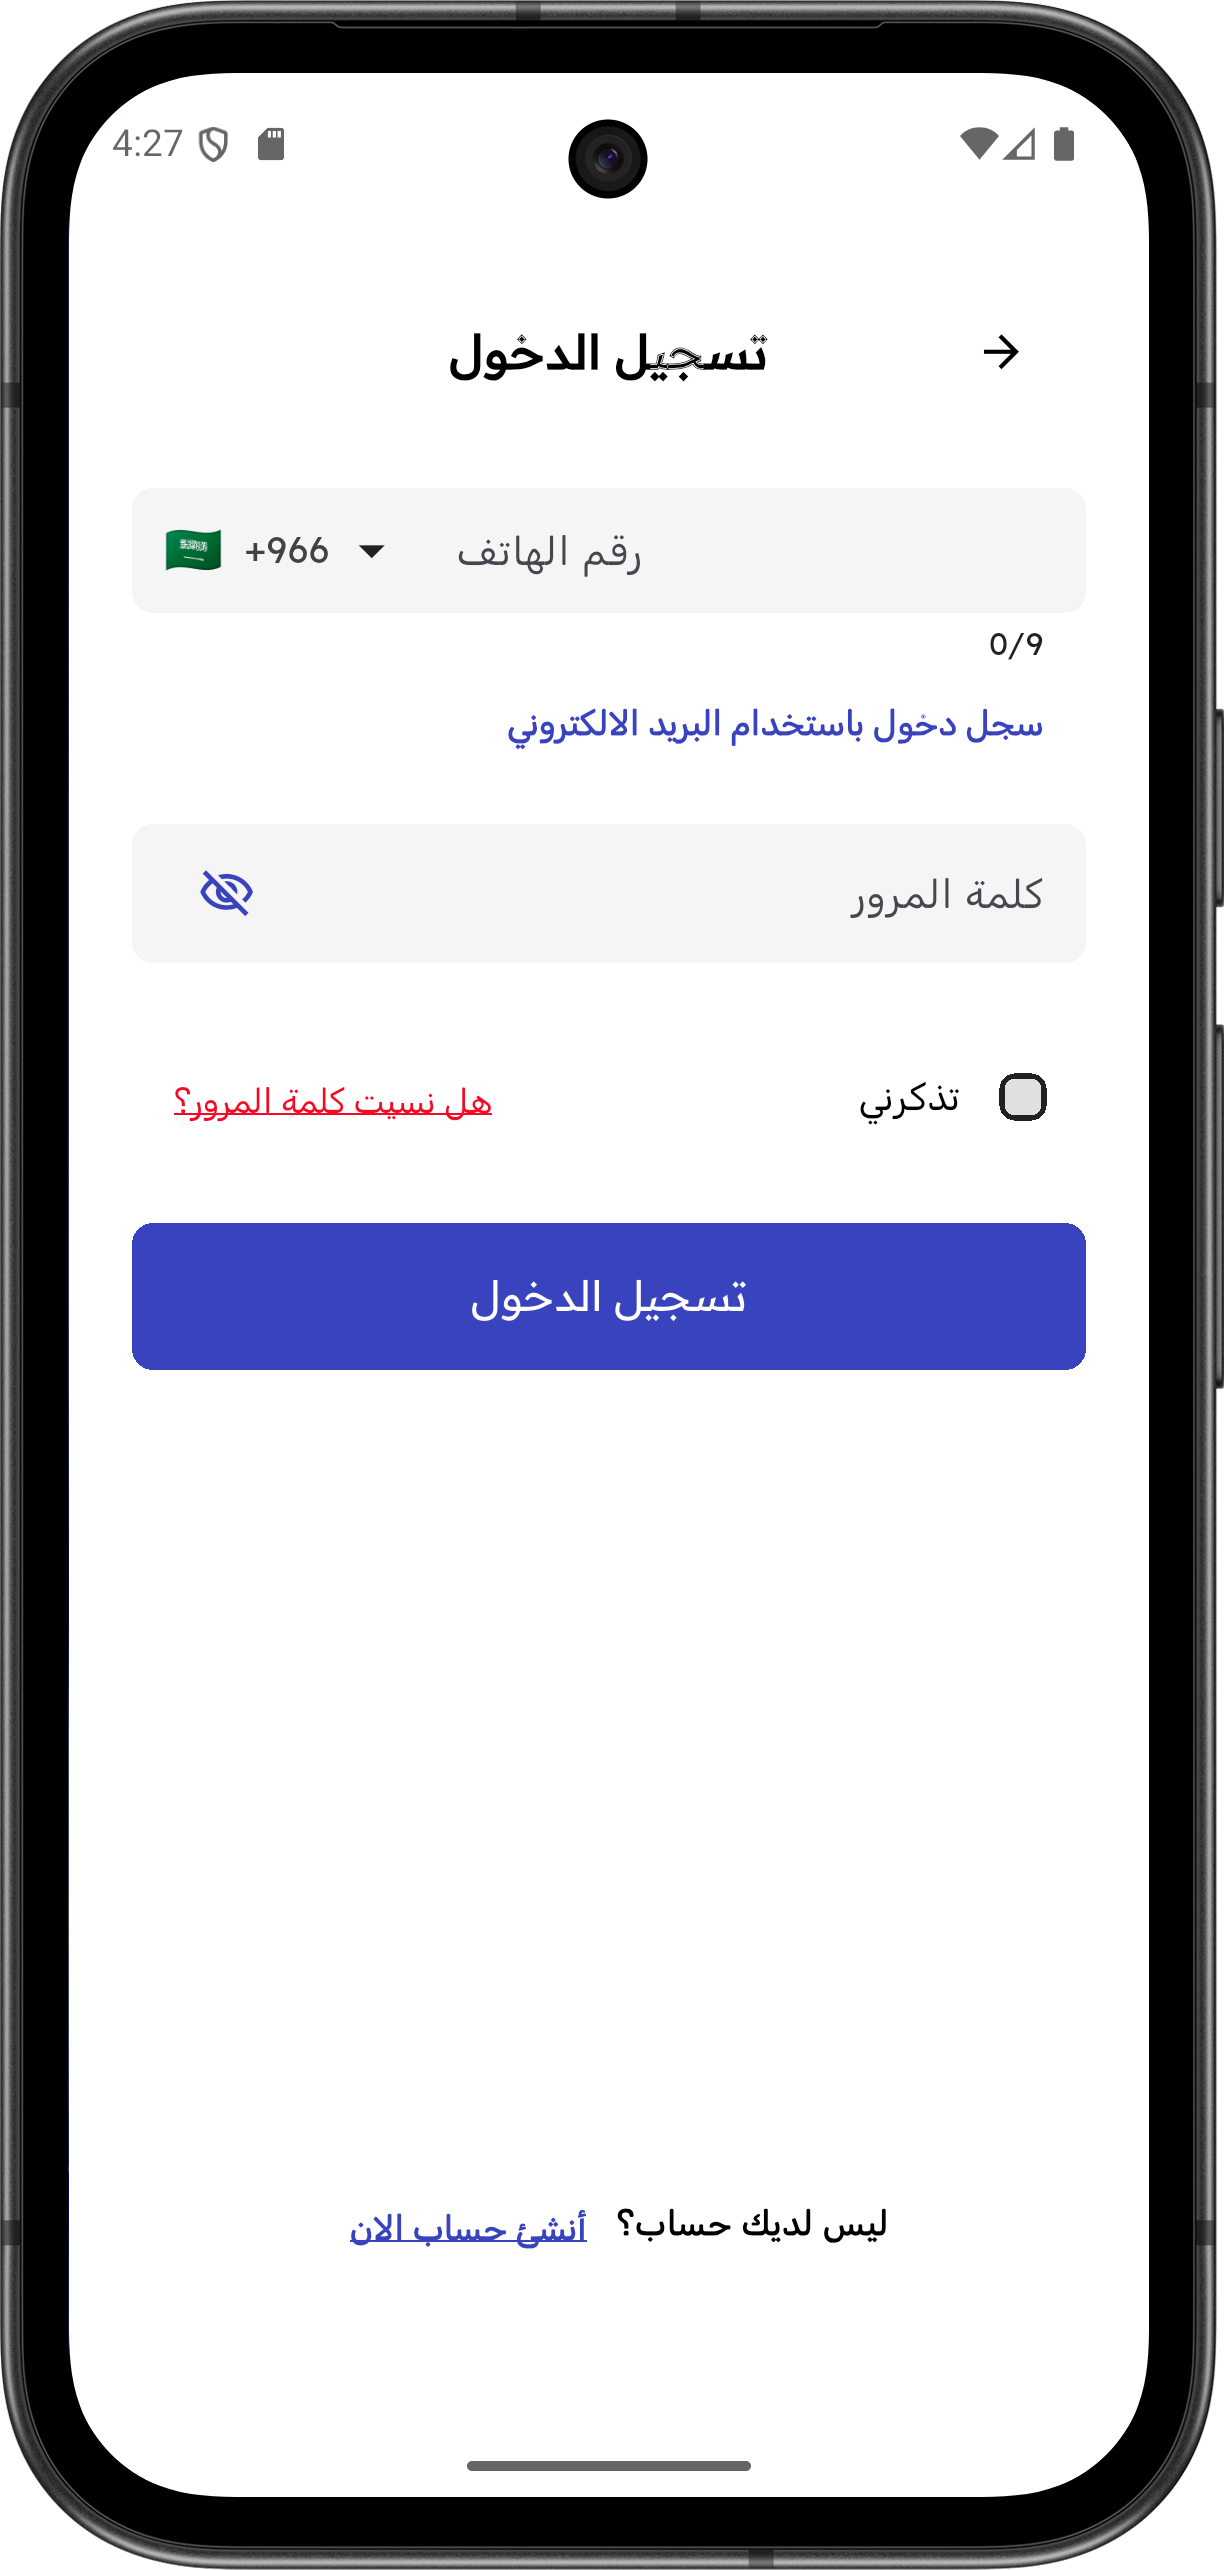 4:27
تسجيل الدخول
+966 رقم الهاتف
0/9
سجل دخول باستخدام البريد الالكتروني
كلمة المرور
تذكرني هل نسيت كلمة المرور؟
تسجيل الدخول
ليس لديك حساب؟ أنشئ حساب الان